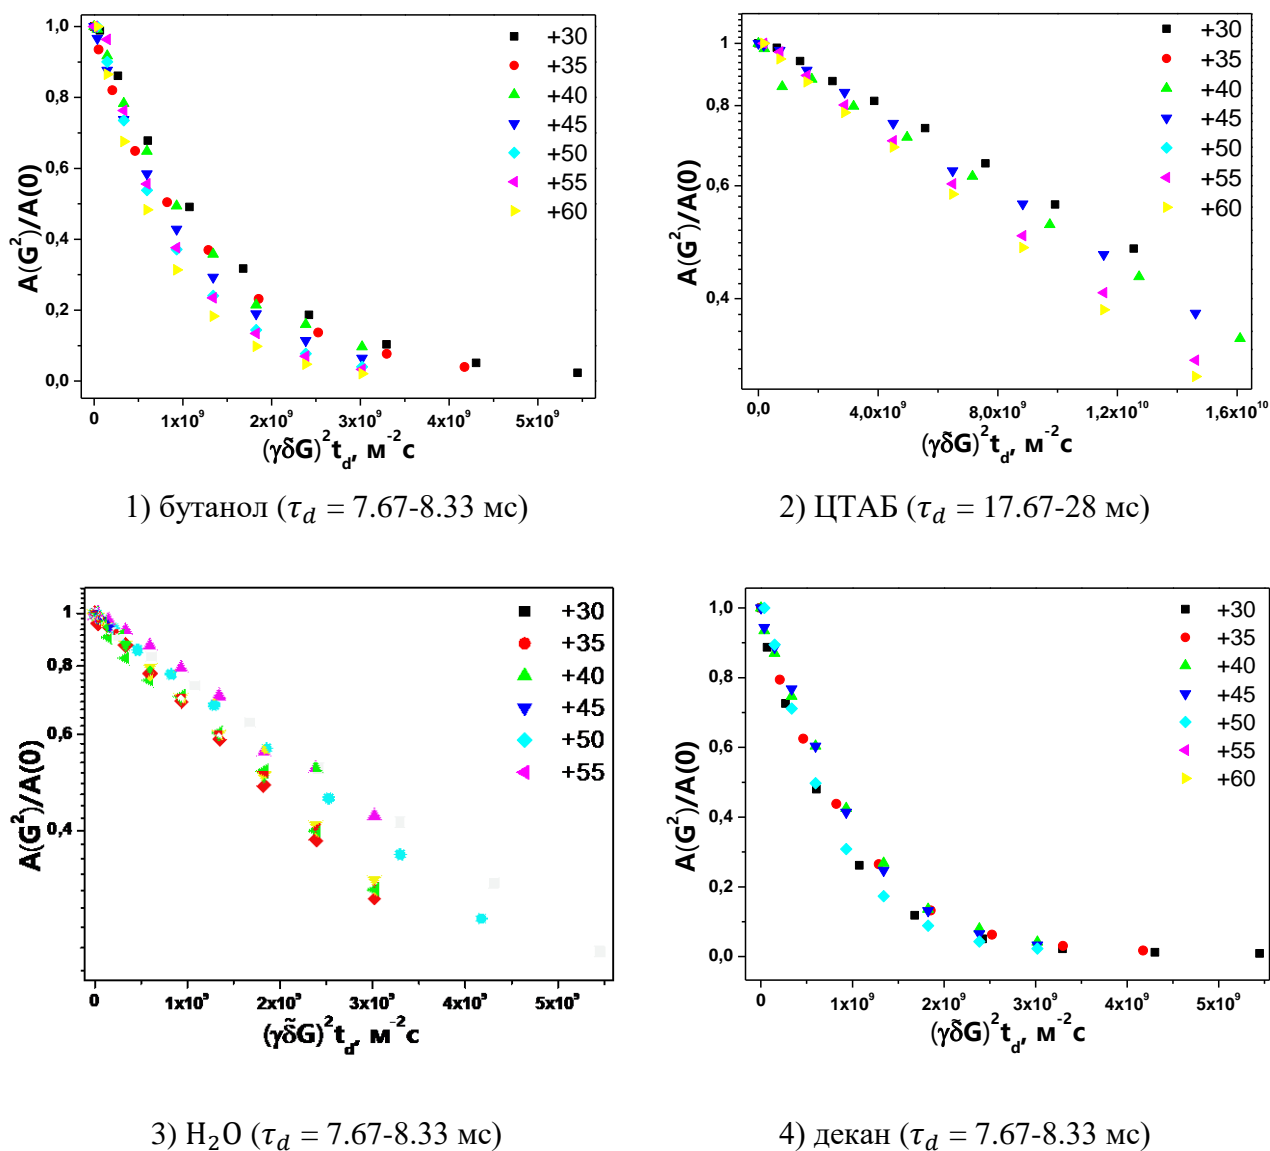 1,0
0,8
0,6
0,4
0,2
0,0
A(G²)/A(0)
+30
+35
+40
+45
+50
+55
+60
0
1x10⁹
2x10⁹
3x10⁹
4x10⁹
5x10⁹
(γδG)²t_d, м⁻²с
1) бутанол (τ_d = 7.67-8.33 мс)
1
0,8
0,6
0,4
A(G²)/A(0)
+30
+35
+40
+45
+50
+55
+60
0,0
4,0x10⁹
8,0x10⁹
1,2x10¹⁰
1,6x10¹⁰
(γδ̃G)²t_d, м⁻²с
2) ЦТАБ (τ_d = 17.67-28 мс)
1
0,8
0,6
0,4
A(G²)/A(0)
+30
+35
+40
+45
+50
+55
0
1x10⁹
2x10⁹
3x10⁹
4x10⁹
5x10⁹
(γδ̃G)²t_d, м⁻²с
3) H₂O (τ_d = 7.67-8.33 мс)
1,0
0,8
0,6
0,4
0,2
0,0
A(G²)/A(0)
+30
+35
+40
+45
+50
+55
+60
0
1x10⁹
2x10⁹
3x10⁹
4x10⁹
5x10⁹
(γδ̃G)²t_d, м⁻²с
4) декан (τ_d = 7.67-8.33 мс)